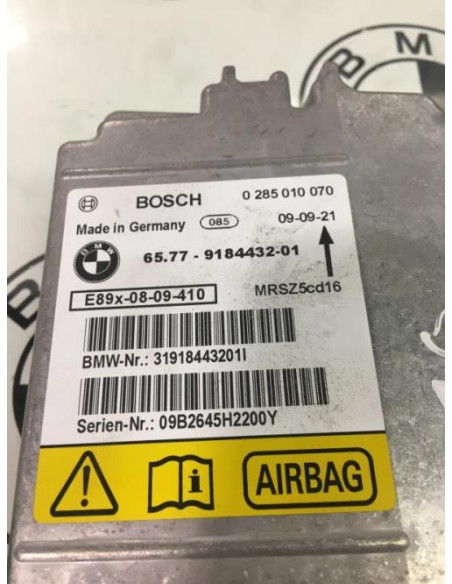 BOSCH 0 285 010 070
Made in Germany 085 09-09-21
BMW 65.77 - 9184432-01
E89x-08-09-410 MRSZ5cd16
BMW-Nr.: 31918443201I
Serien-Nr.: 09B2645H2200Y
i AIRBAG
B M